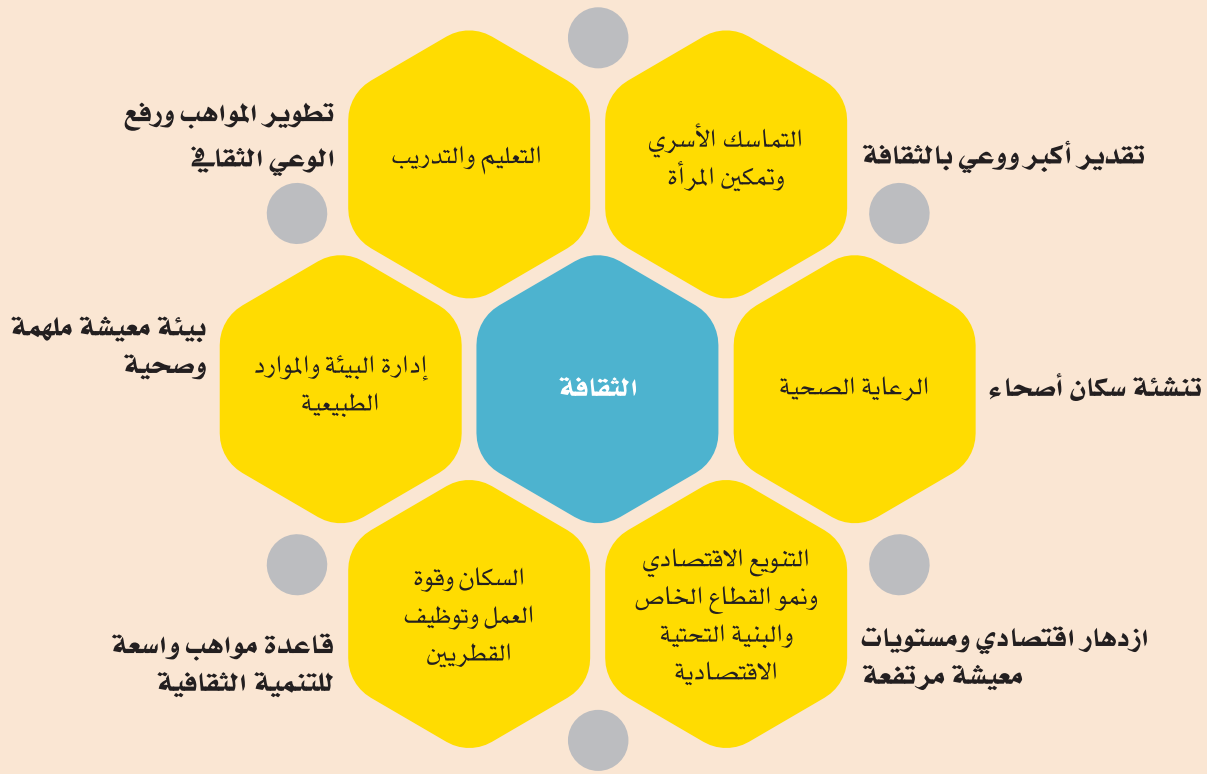 تقدير أكبر ووعي بالثقافة
التماسك الأسري
وتمكين المرأة
التعليم والتدريب
تطوير المواهب ورفع
الوعي الثقافي
تنشئة سكان أصحاء
الرعاية الصحية
الثقافة
إدارة البيئة والموارد
الطبيعية
بيئة معيشة ملهمة
وصحية
ازدهار اقتصادي ومستويات
معيشة مرتفعة
التنويع الاقتصادي
ونمو القطاع الخاص
والبنية التحتية
الاقتصادية
السكان وقوة
العمل وتوظيف
القطريين
قاعدة مواهب واسعة
للتنمية الثقافية